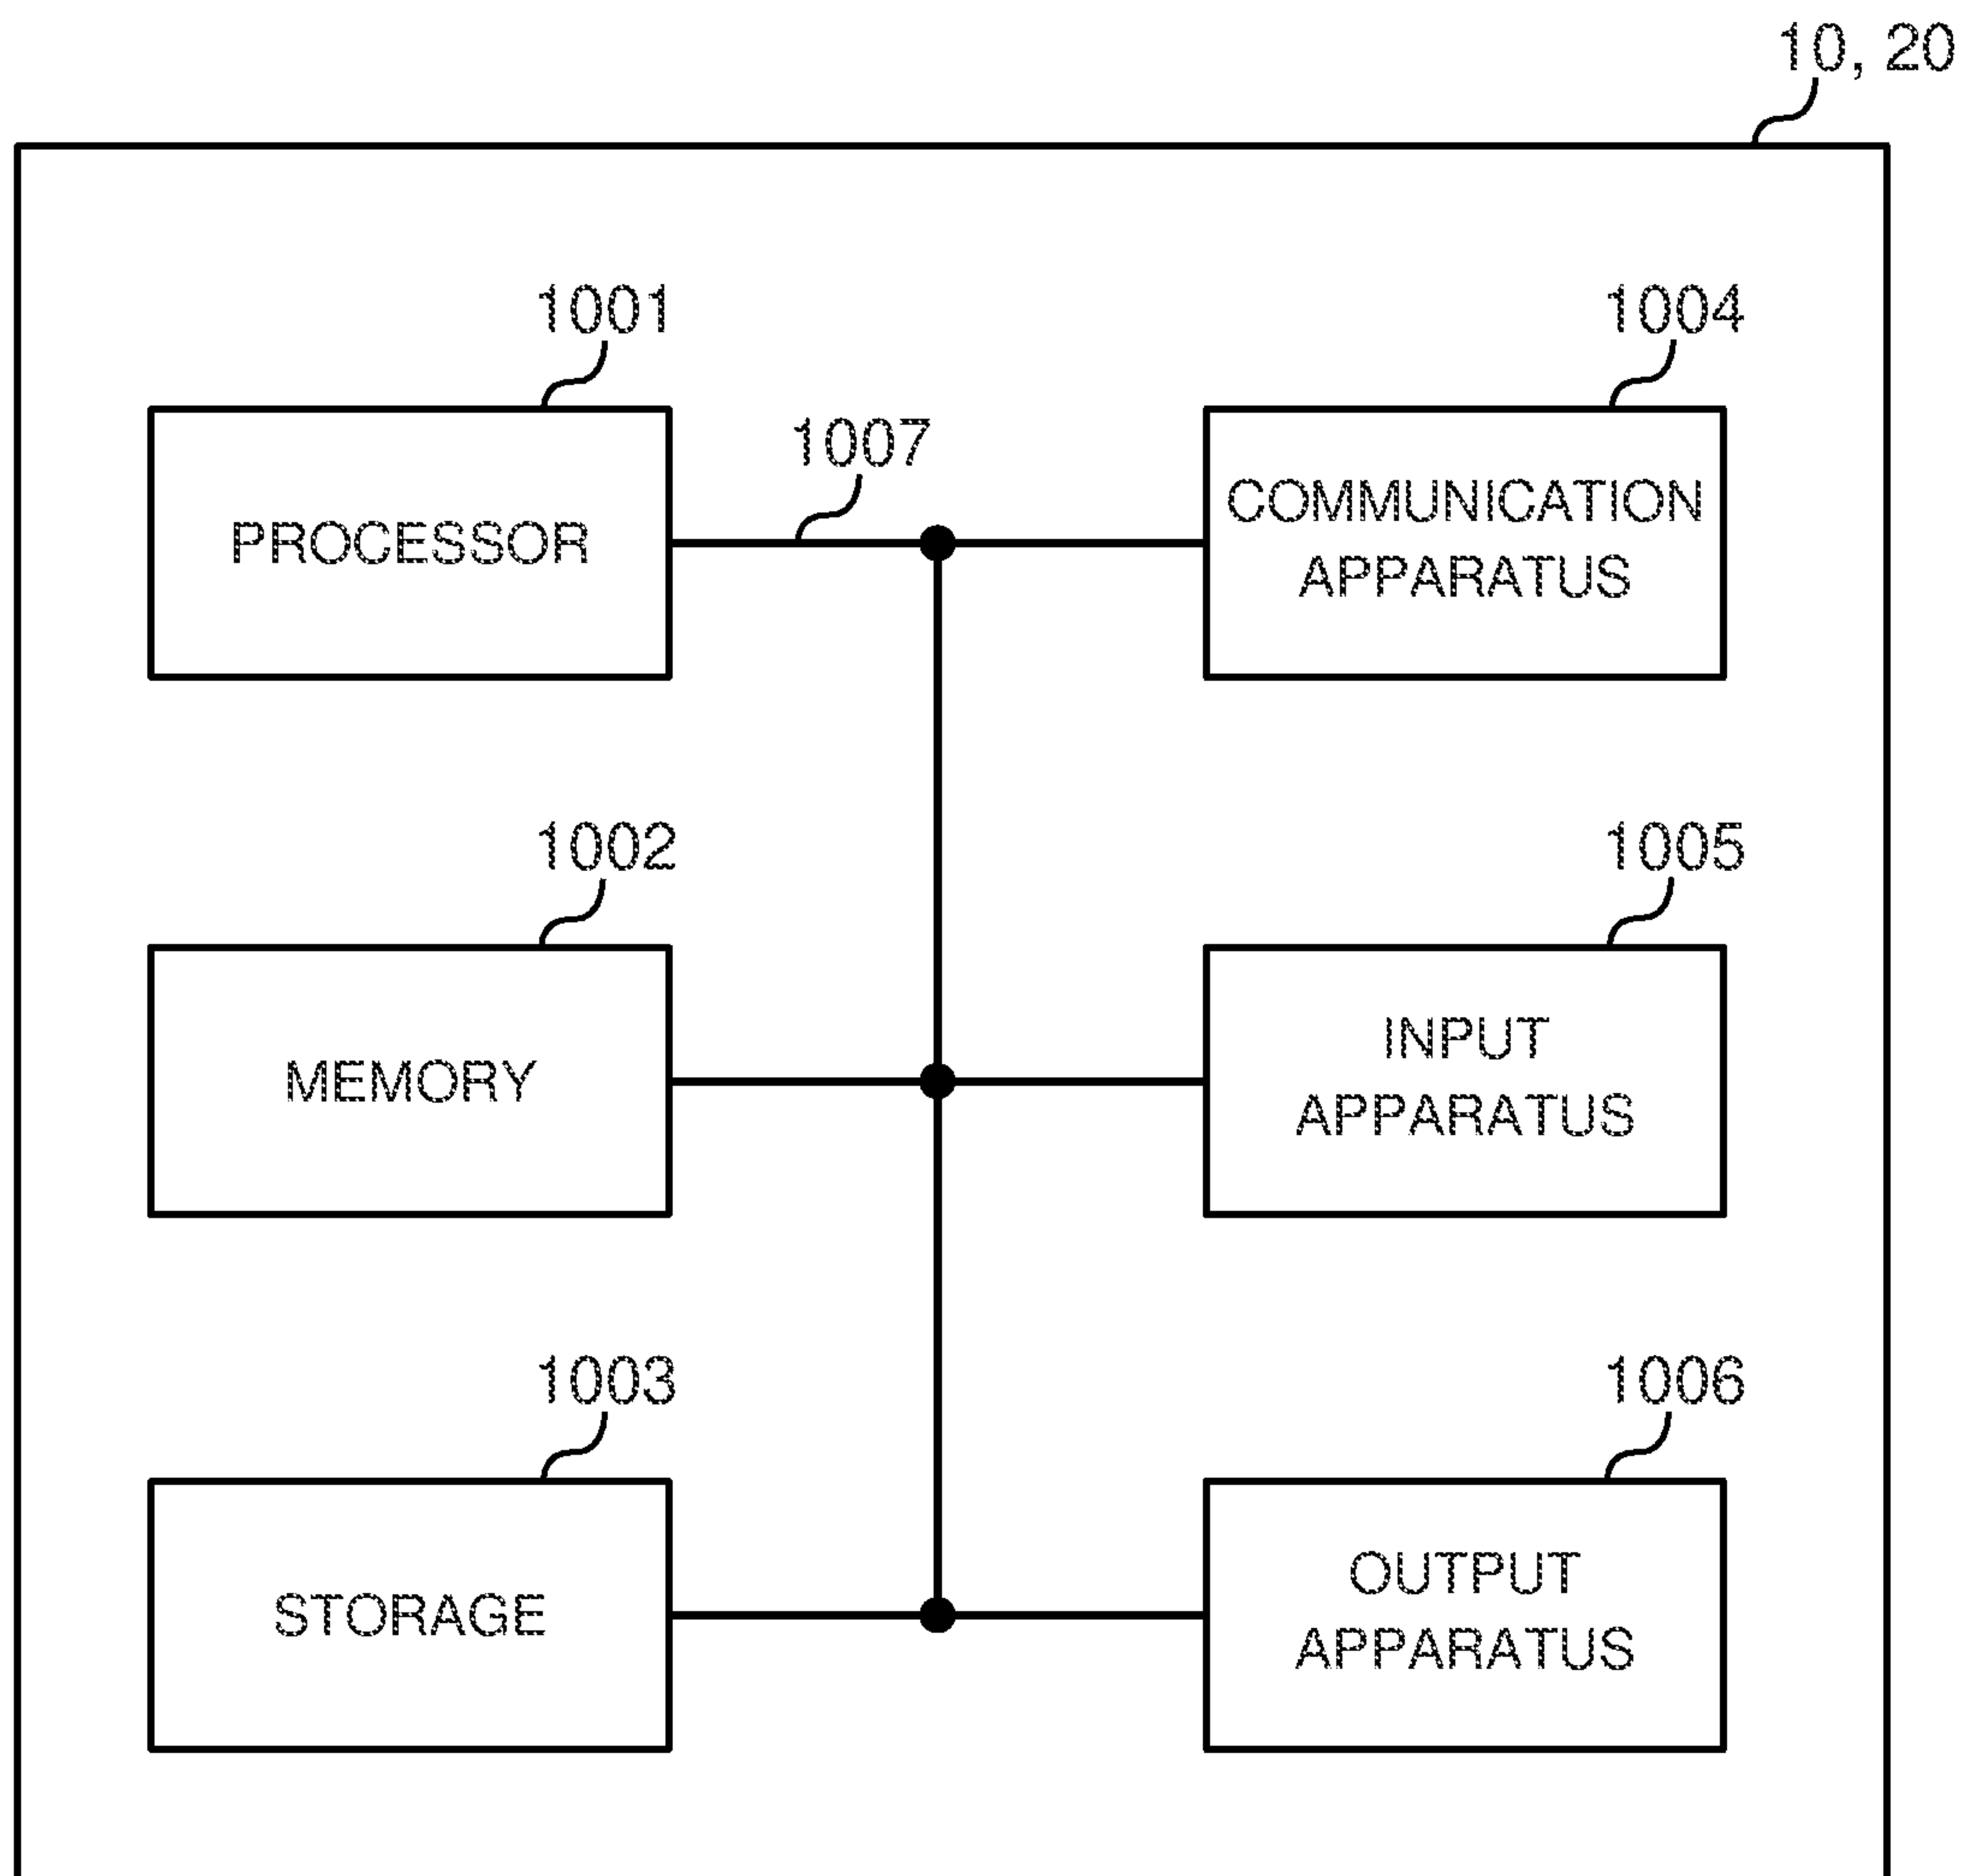 10, 20
1001
1004
1007
PROCESSOR
COMMUNICATION
APPARATUS
1002
1005
MEMORY
INPUT
APPARATUS
1003
1006
STORAGE
OUTPUT
APPARATUS